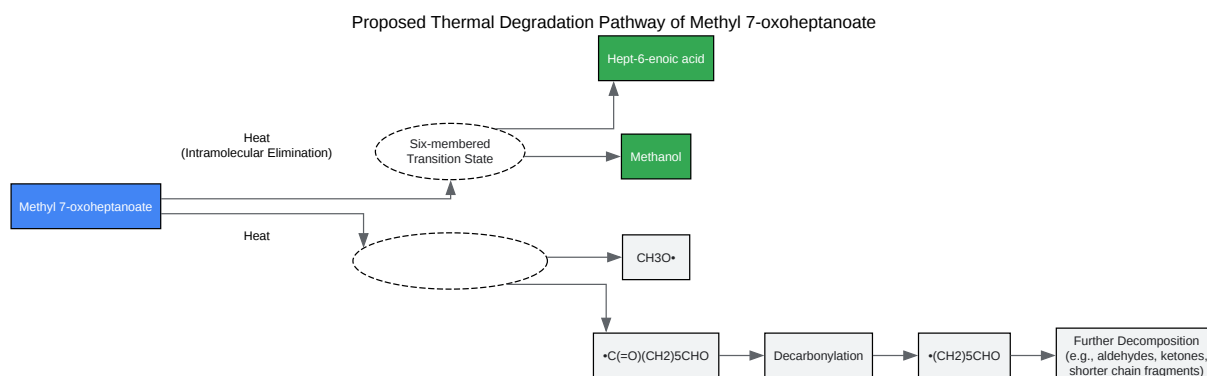 Proposed Thermal Degradation Pathway of Methyl 7-oxoheptanoate
Hept-6-enoic acid
Heat
(Intramolecular Elimination)
Six-membered
Transition State
Methanol
Methyl 7-oxoheptanoate
Heat
CH3O•
•C(=O)(CH2)5CHO
Decarbonylation
•(CH2)5CHO
Further Decomposition
(e.g., aldehydes, ketones,
shorter chain fragments)